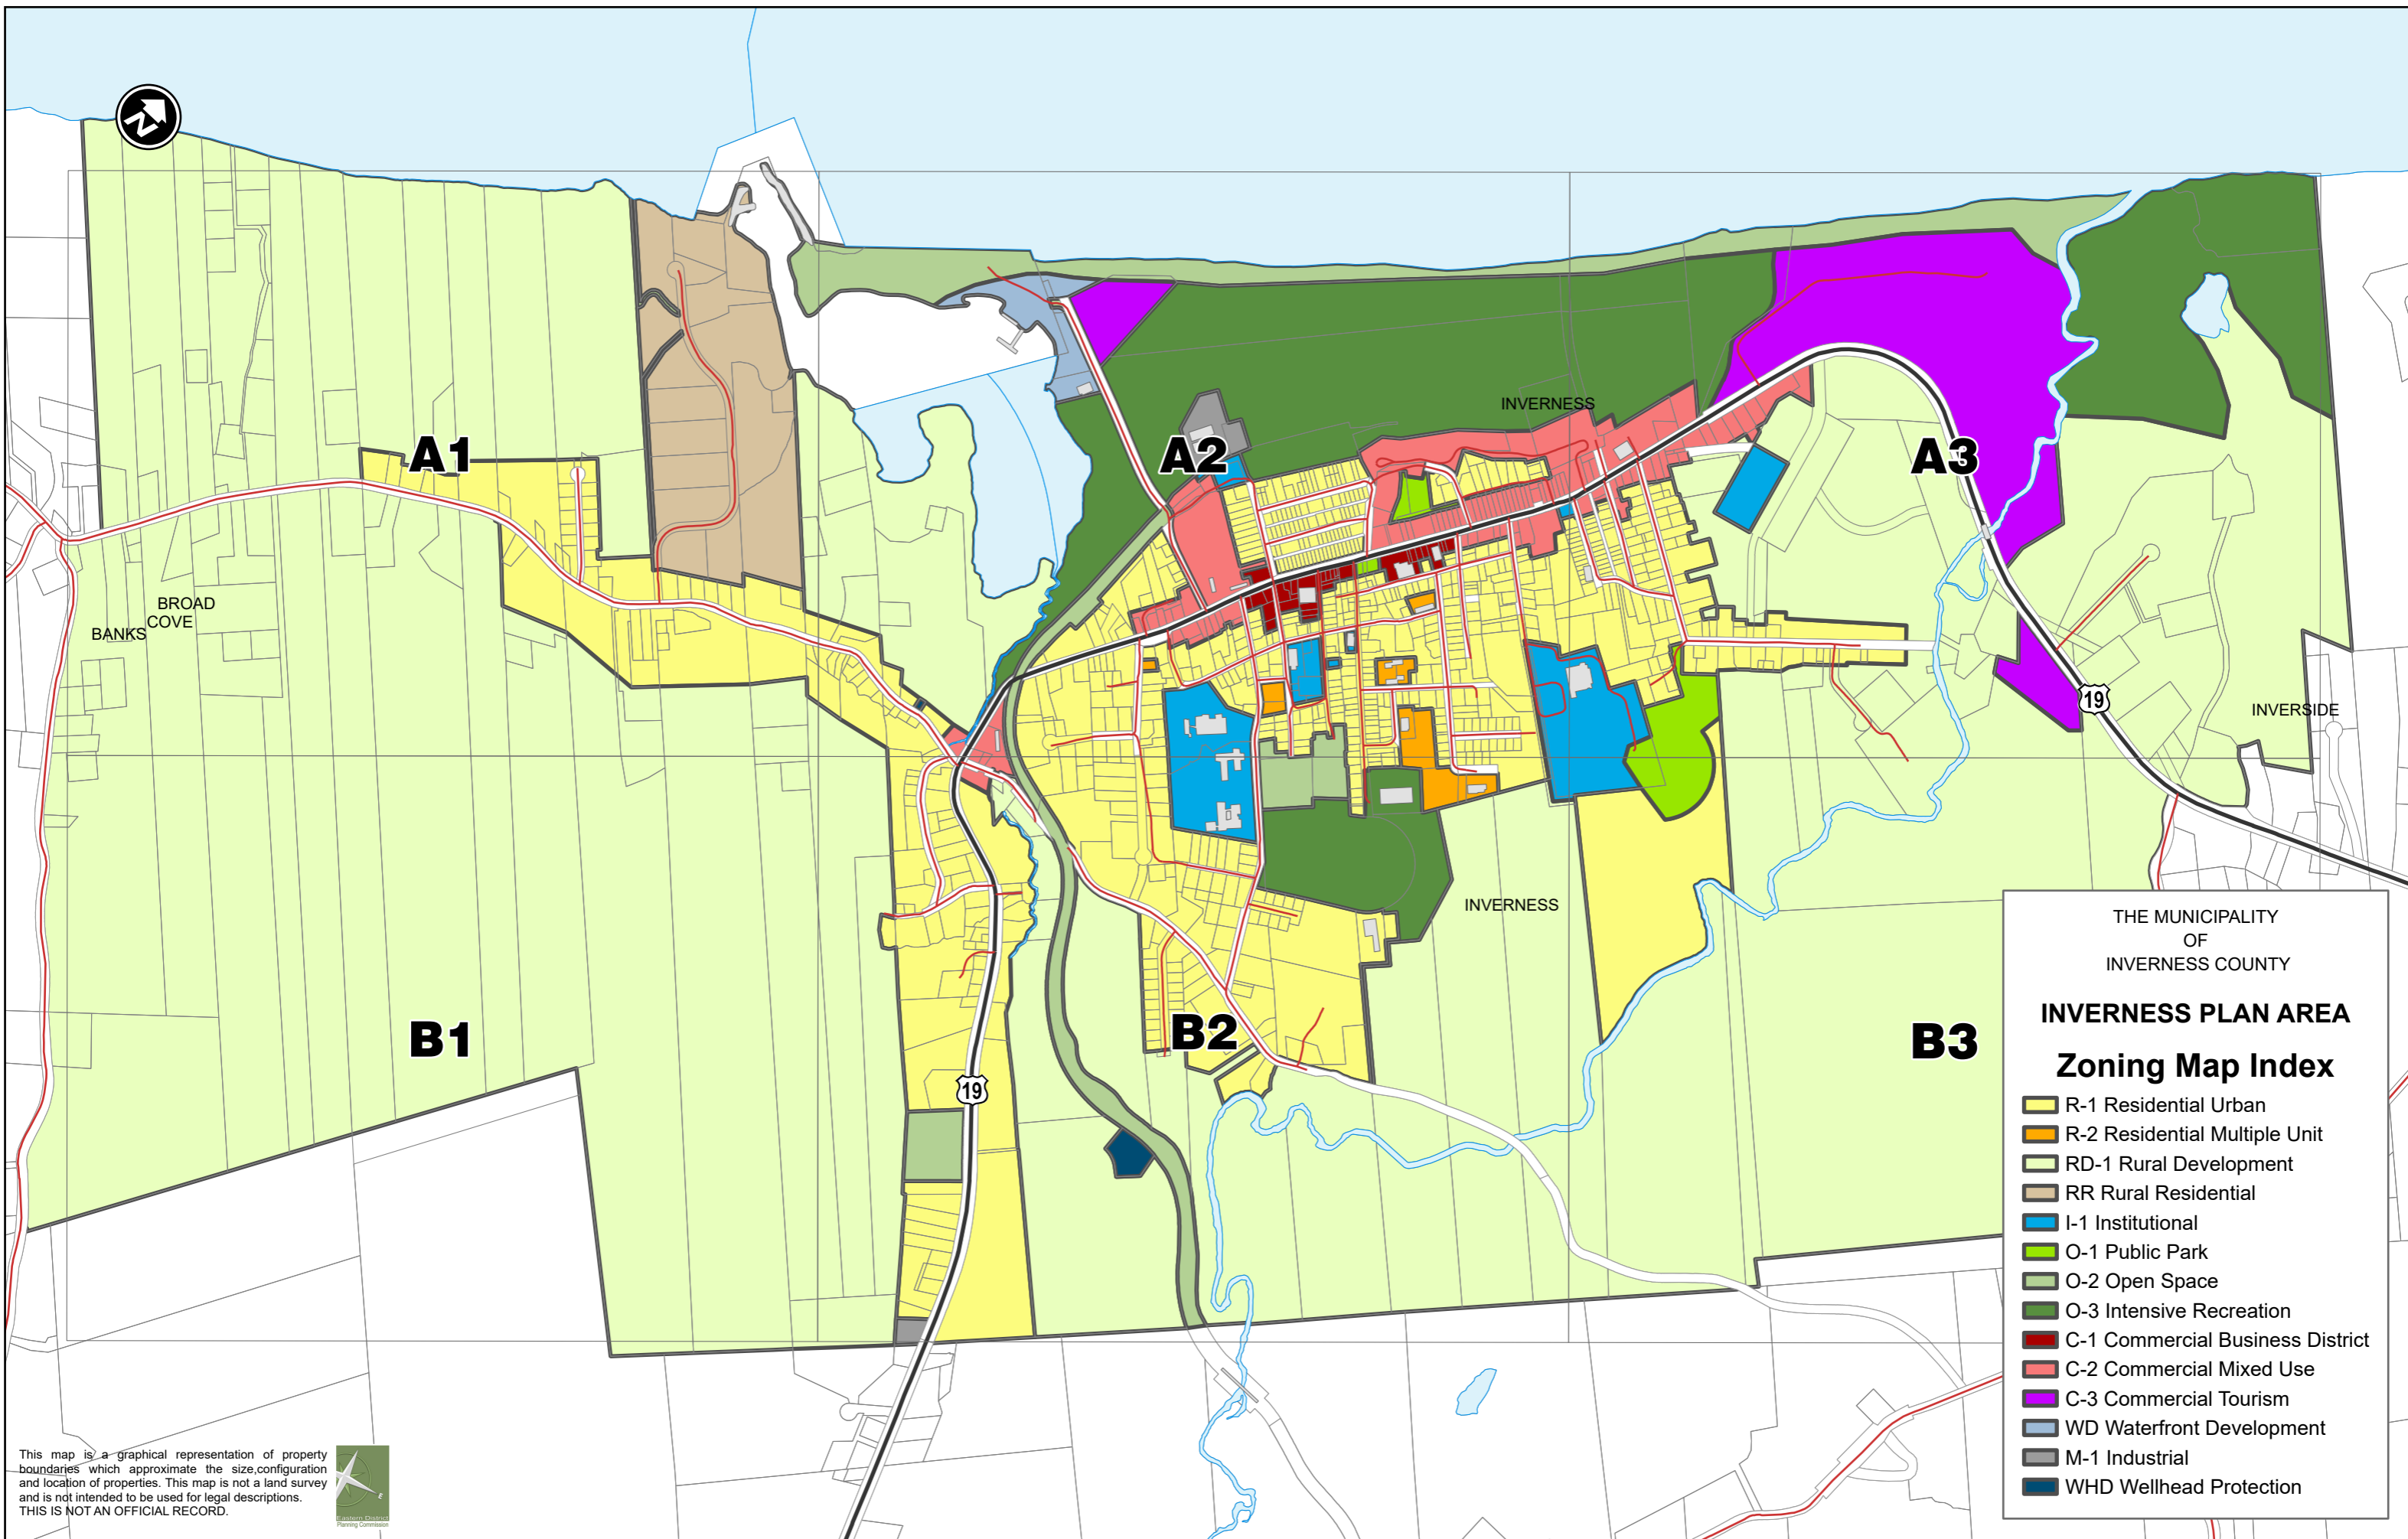 N
INVERNESS
A1
A2
A3
BROAD
COVE
BANKS
19
INVERSIDE
INVERNESS
B1
B2
B3
19
THE MUNICIPALITY
OF
INVERNESS COUNTY
INVERNESS PLAN AREA
Zoning Map Index
R-1 Residential Urban
R-2 Residential Multiple Unit
RD-1 Rural Development
RR Rural Residential
I-1 Institutional
O-1 Public Park
O-2 Open Space
O-3 Intensive Recreation
C-1 Commercial Business District
C-2 Commercial Mixed Use
C-3 Commercial Tourism
WD Waterfront Development
M-1 Industrial
WHD Wellhead Protection
This map is a graphical representation of property
boundaries which approximate the size,configuration
and location of properties. This map is not a land survey
and is not intended to be used for legal descriptions.
THIS IS NOT AN OFFICIAL RECORD.
E
Eastern District
Planning Commission